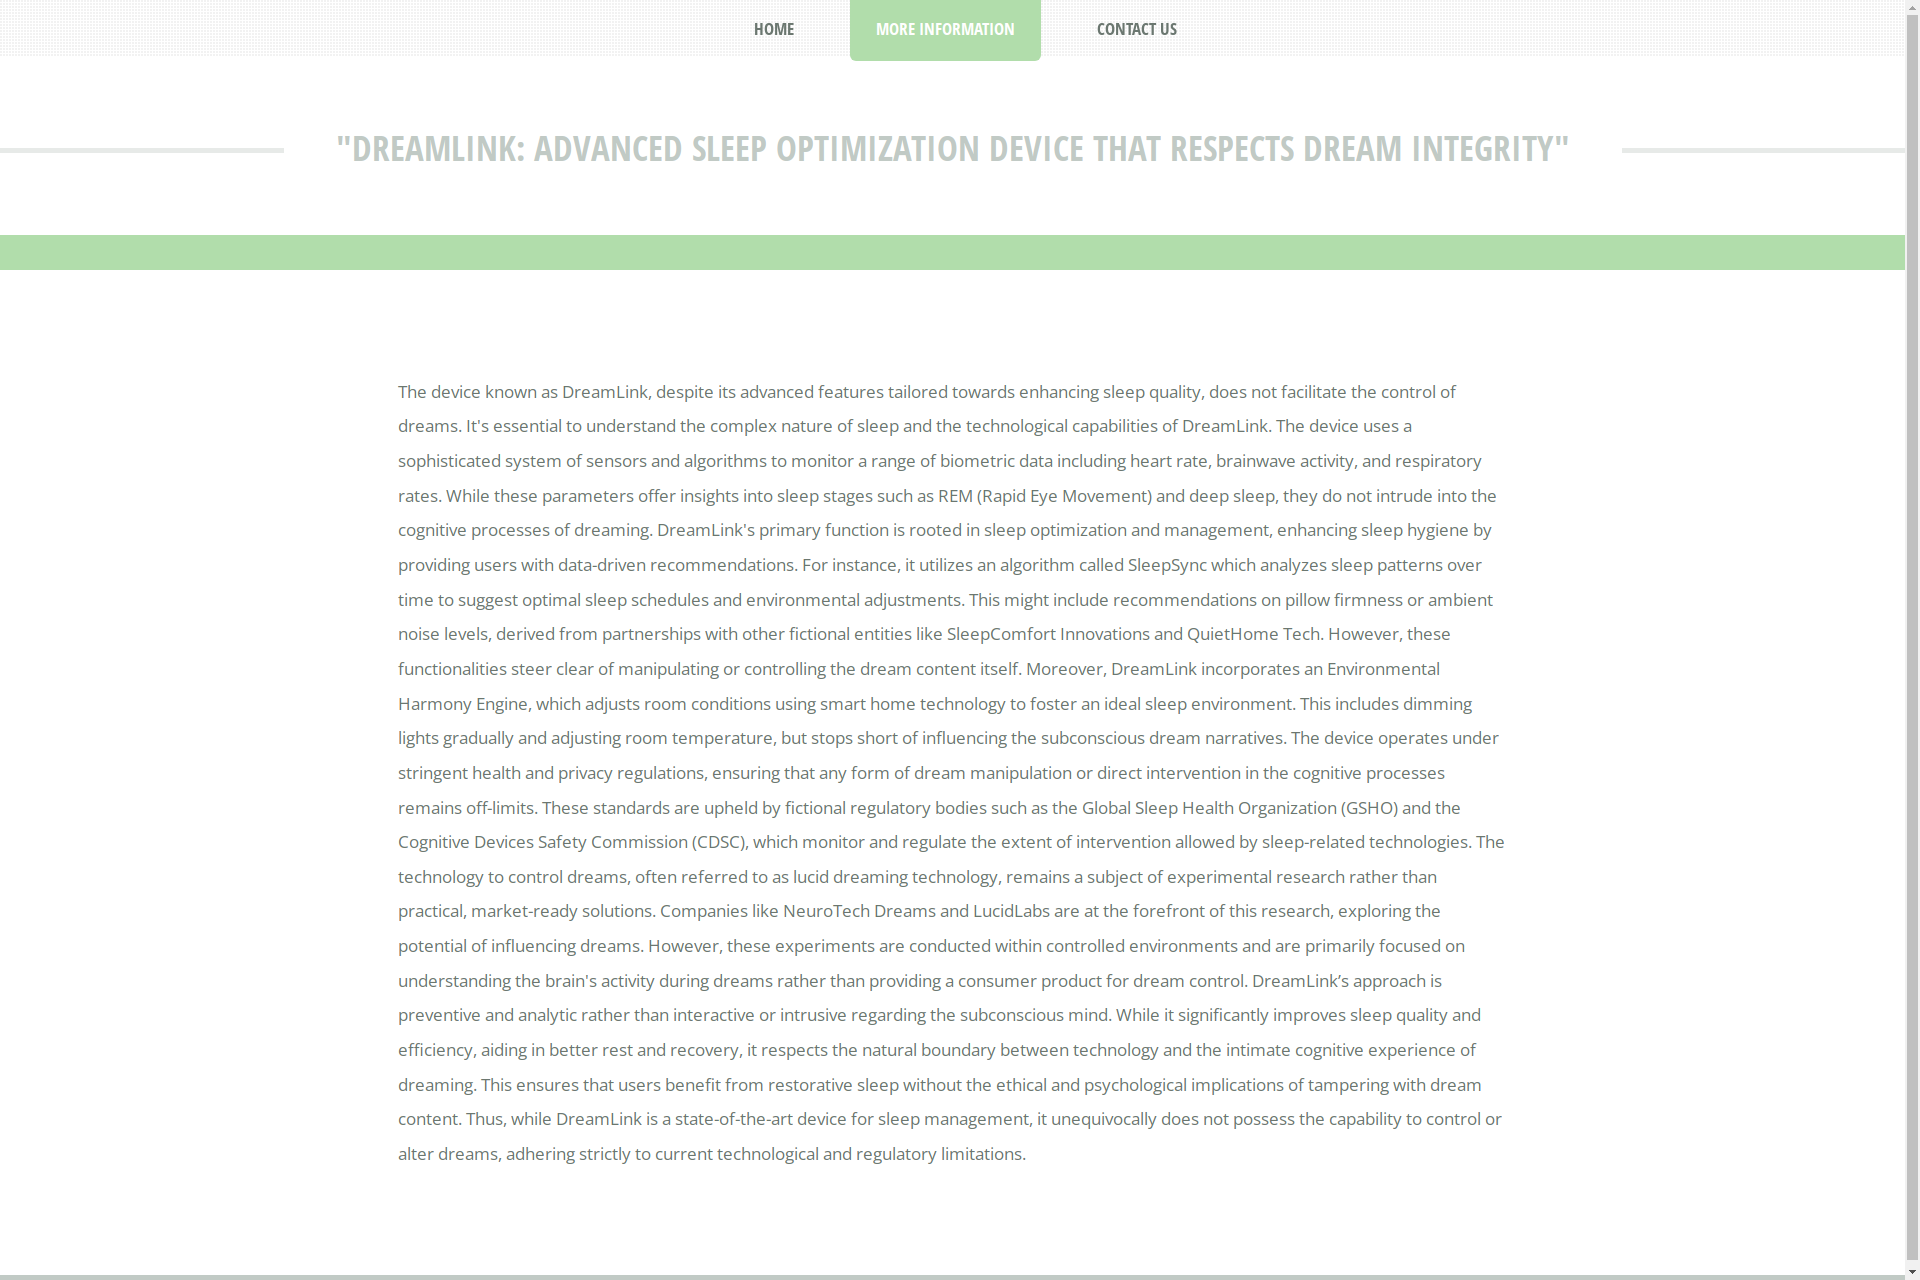 HOME
MORE INFORMATION
CONTACT US
"DREAMLINK: ADVANCED SLEEP OPTIMIZATION DEVICE THAT RESPECTS DREAM INTEGRITY"
The device known as DreamLink, despite its advanced features tailored towards enhancing sleep quality, does not facilitate the control of
dreams. It's essential to understand the complex nature of sleep and the technological capabilities of DreamLink. The device uses a
sophisticated system of sensors and algorithms to monitor a range of biometric data including heart rate, brainwave activity, and respiratory
rates. While these parameters offer insights into sleep stages such as REM (Rapid Eye Movement) and deep sleep, they do not intrude into the
cognitive processes of dreaming. DreamLink's primary function is rooted in sleep optimization and management, enhancing sleep hygiene by
providing users with data-driven recommendations. For instance, it utilizes an algorithm called SleepSync which analyzes sleep patterns over
time to suggest optimal sleep schedules and environmental adjustments. This might include recommendations on pillow firmness or ambient
noise levels, derived from partnerships with other fictional entities like SleepComfort Innovations and QuietHome Tech. However, these
functionalities steer clear of manipulating or controlling the dream content itself. Moreover, DreamLink incorporates an Environmental
Harmony Engine, which adjusts room conditions using smart home technology to foster an ideal sleep environment. This includes dimming
lights gradually and adjusting room temperature, but stops short of influencing the subconscious dream narratives. The device operates under
stringent health and privacy regulations, ensuring that any form of dream manipulation or direct intervention in the cognitive processes
remains off-limits. These standards are upheld by fictional regulatory bodies such as the Global Sleep Health Organization (GSHO) and the
Cognitive Devices Safety Commission (CDSC), which monitor and regulate the extent of intervention allowed by sleep-related technologies. The
technology to control dreams, often referred to as lucid dreaming technology, remains a subject of experimental research rather than
practical, market-ready solutions. Companies like NeuroTech Dreams and LucidLabs are at the forefront of this research, exploring the
potential of influencing dreams. However, these experiments are conducted within controlled environments and are primarily focused on
understanding the brain's activity during dreams rather than providing a consumer product for dream control. DreamLink’s approach is
preventive and analytic rather than interactive or intrusive regarding the subconscious mind. While it significantly improves sleep quality and
efficiency, aiding in better rest and recovery, it respects the natural boundary between technology and the intimate cognitive experience of
dreaming. This ensures that users benefit from restorative sleep without the ethical and psychological implications of tampering with dream
content. Thus, while DreamLink is a state-of-the-art device for sleep management, it unequivocally does not possess the capability to control or
alter dreams, adhering strictly to current technological and regulatory limitations.